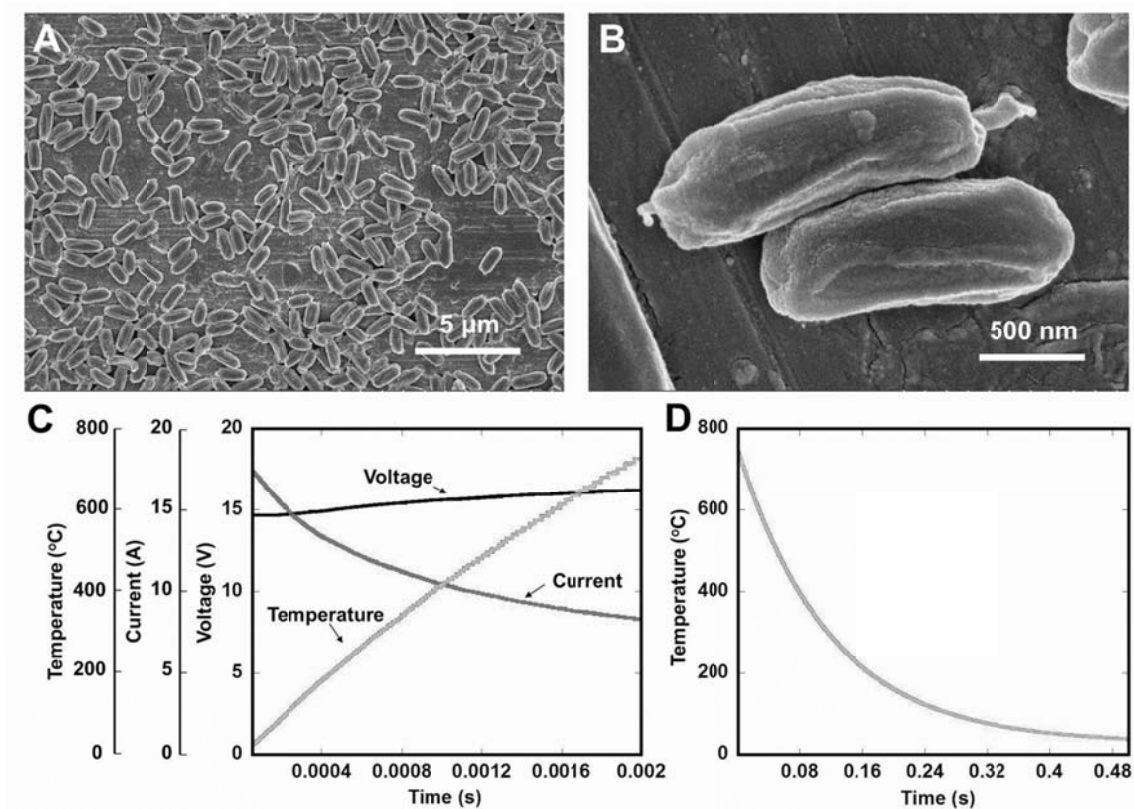 A
5 µm
B
500 nm
C
800
600
400
200
0
Temperature (°C)
20
15
10
5
0
Current (A)
20
15
10
5
0
Voltage (V)
Voltage
Current
Temperature
0.0004
0.0008
0.0012
0.0016
0.002
Time (s)
D
800
600
400
200
0
Temperature (°C)
0.08
0.16
0.24
0.32
0.4
0.48
Time (s)